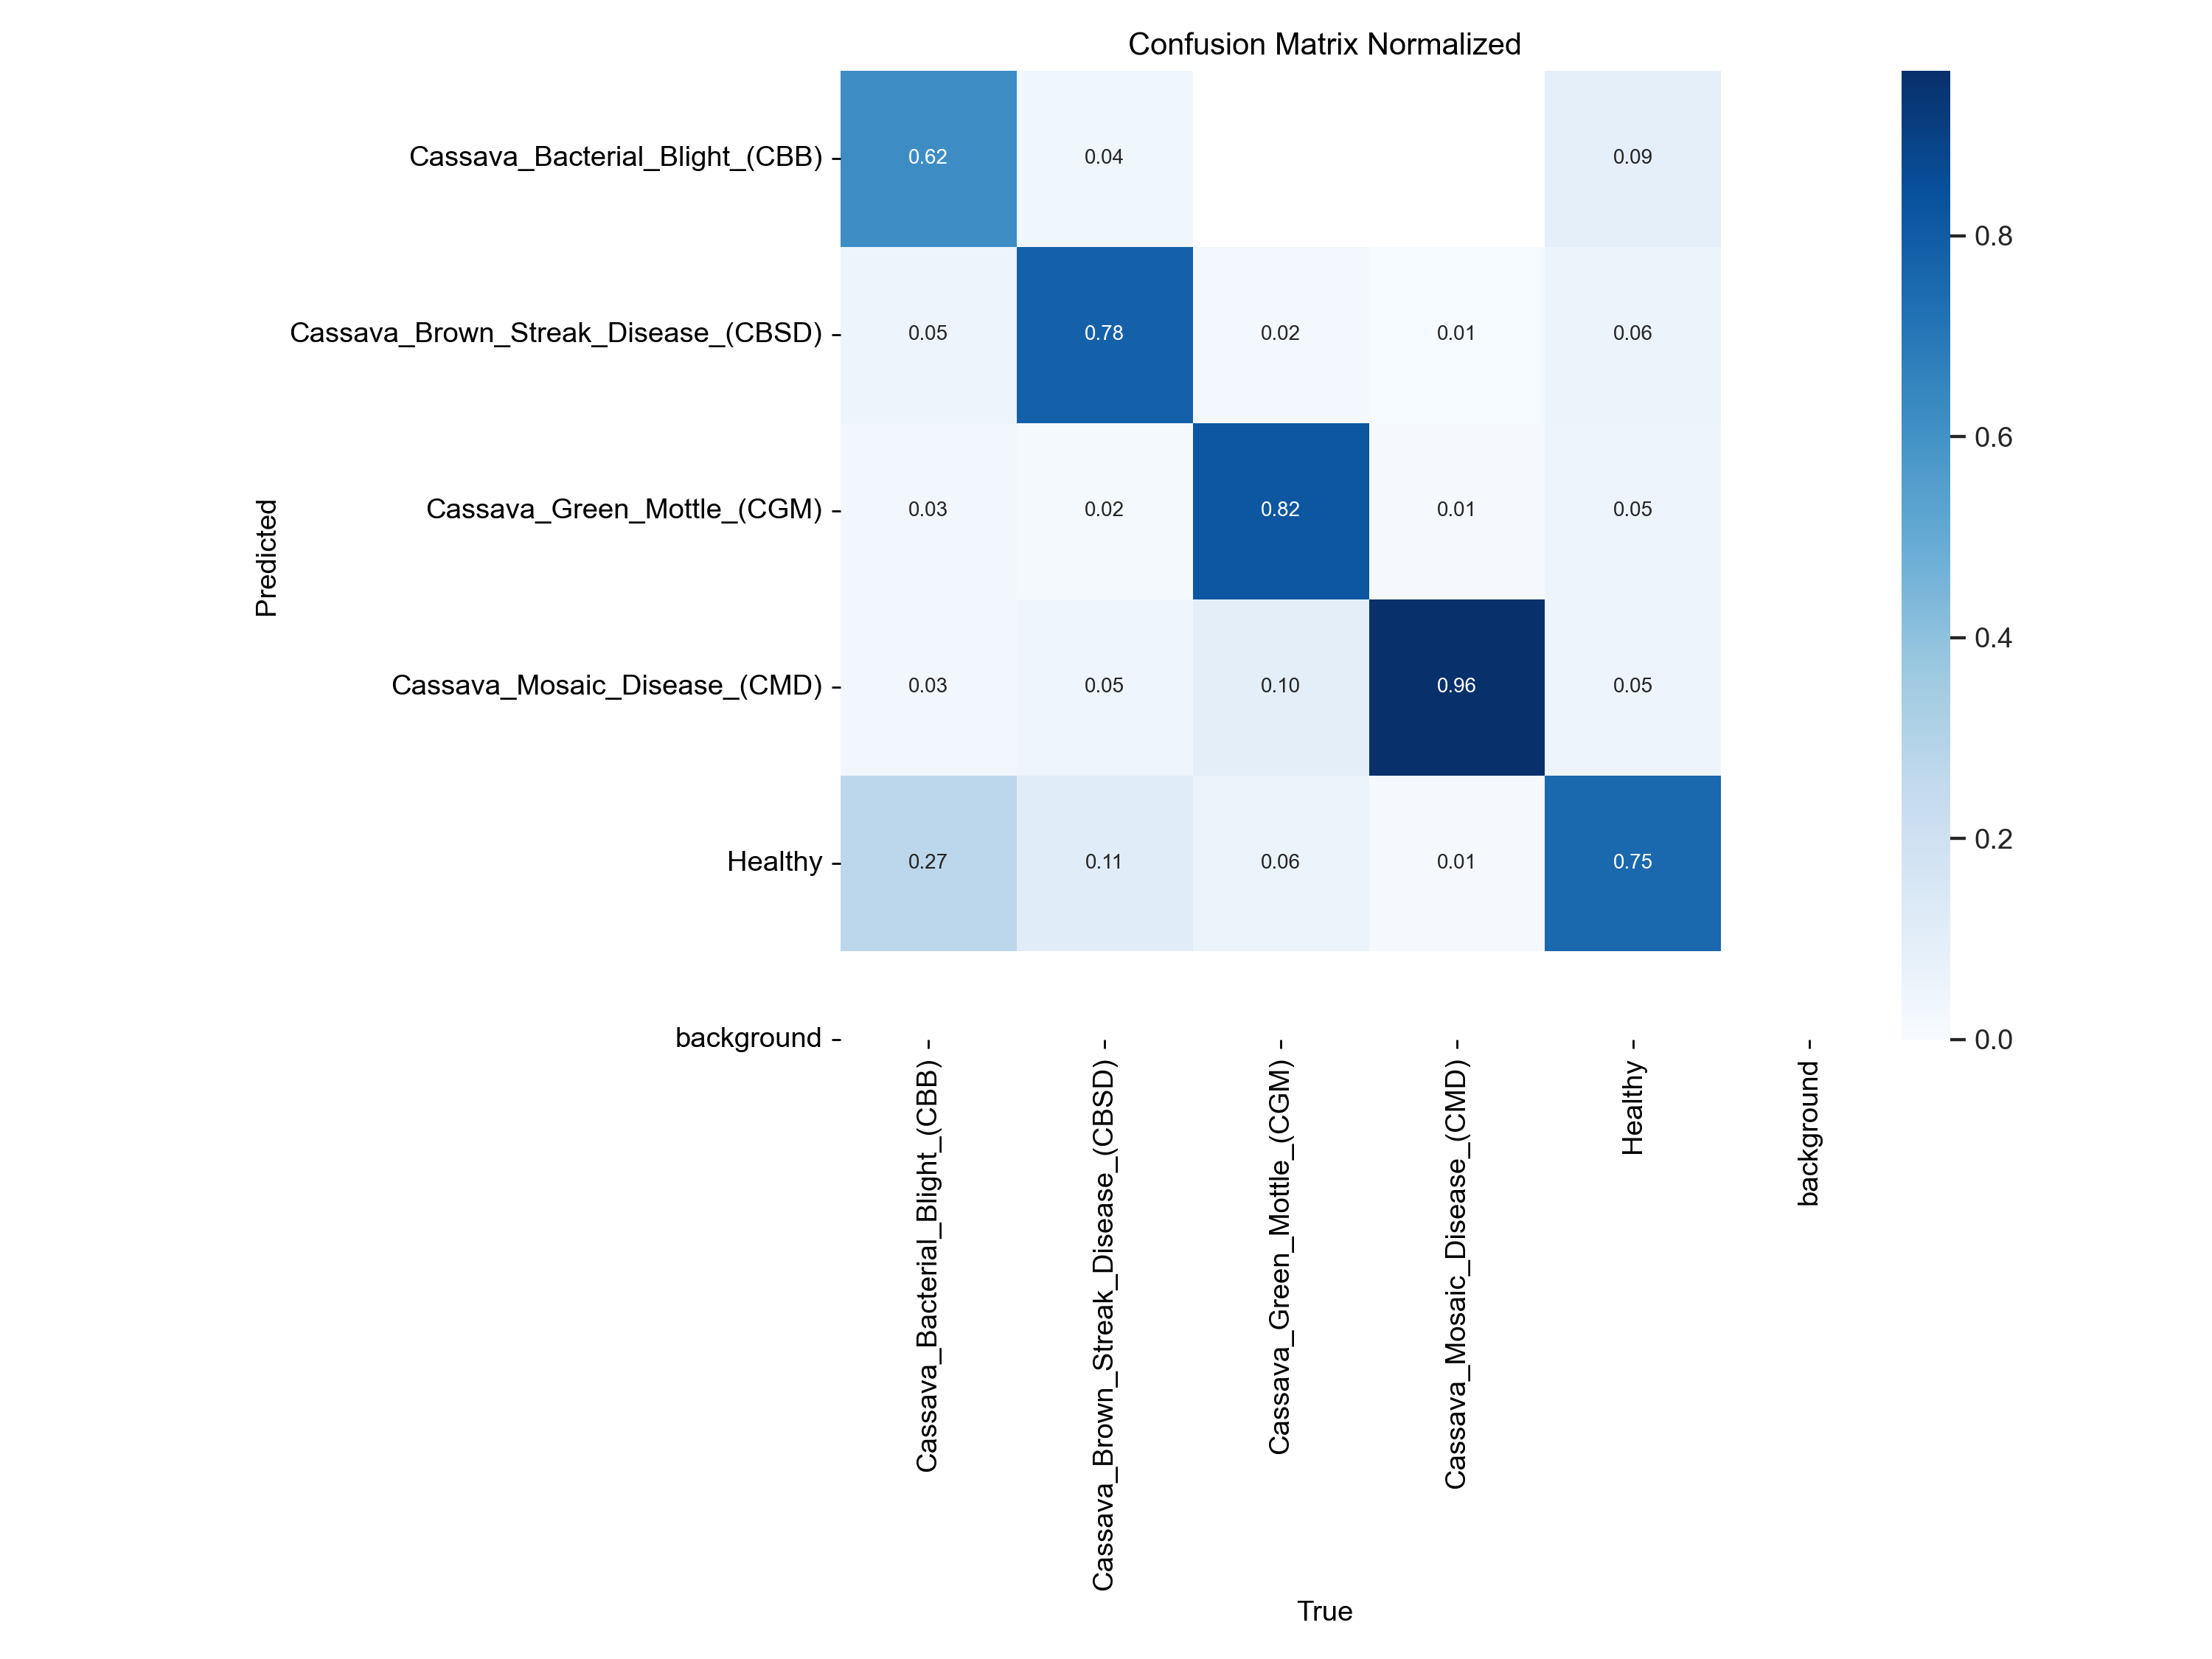 Confusion Matrix Normalized
Predicted
Cassava_Bacterial_Blight_(CBB) 0.62 0.04 0.09
Cassava_Brown_Streak_Disease_(CBSD) 0.05 0.78 0.02 0.01 0.06
Cassava_Green_Mottle_(CGM) 0.03 0.02 0.82 0.01 0.05
Cassava_Mosaic_Disease_(CMD) 0.03 0.05 0.10 0.96 0.05
Healthy 0.27 0.11 0.06 0.01 0.75
background
Cassava_Bacterial_Blight_(CBB)
Cassava_Brown_Streak_Disease_(CBSD)
Cassava_Green_Mottle_(CGM)
Cassava_Mosaic_Disease_(CMD)
Healthy
background
True
0.8
0.6
0.4
0.2
0.0